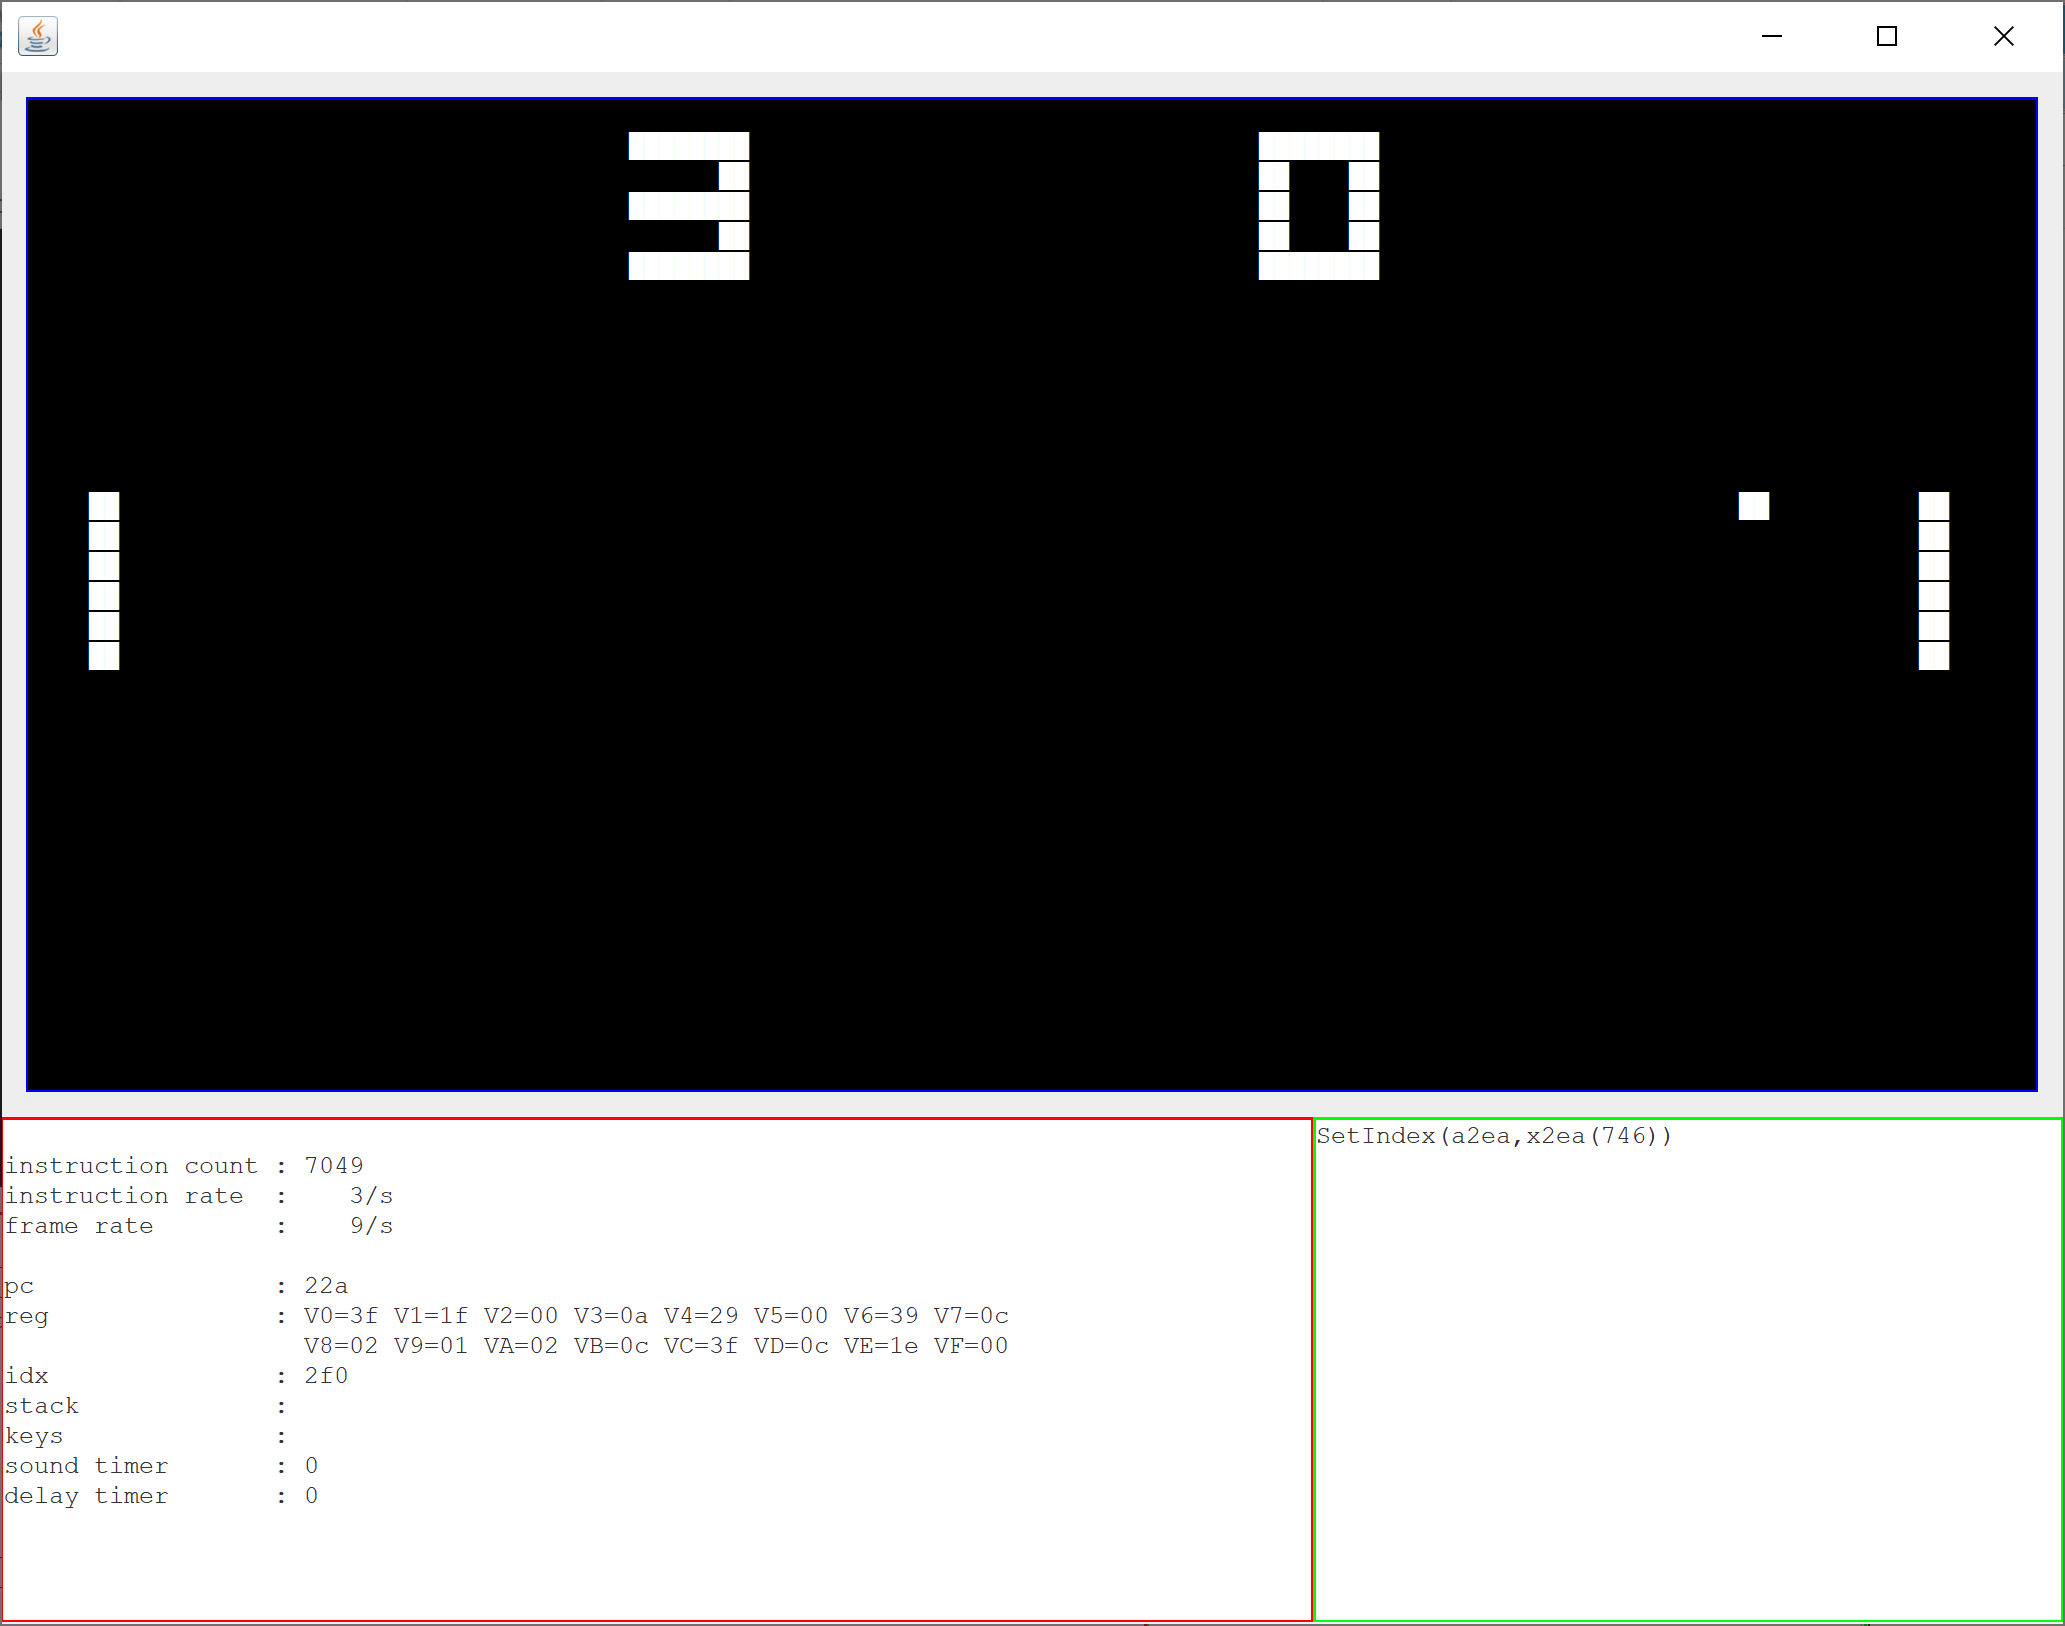 3 0
SetIndex(a2ea,x2ea(746))
instruction count : 7049
instruction rate  :    3/s
frame rate        :    9/s
pc                : 22a
reg               : V0=3f V1=1f V2=00 V3=0a V4=29 V5=00 V6=39 V7=0c
V8=02 V9=01 VA=02 VB=0c VC=3f VD=0c VE=1e VF=00
idx               : 2f0
stack             :
keys              :
sound timer       : 0
delay timer       : 0